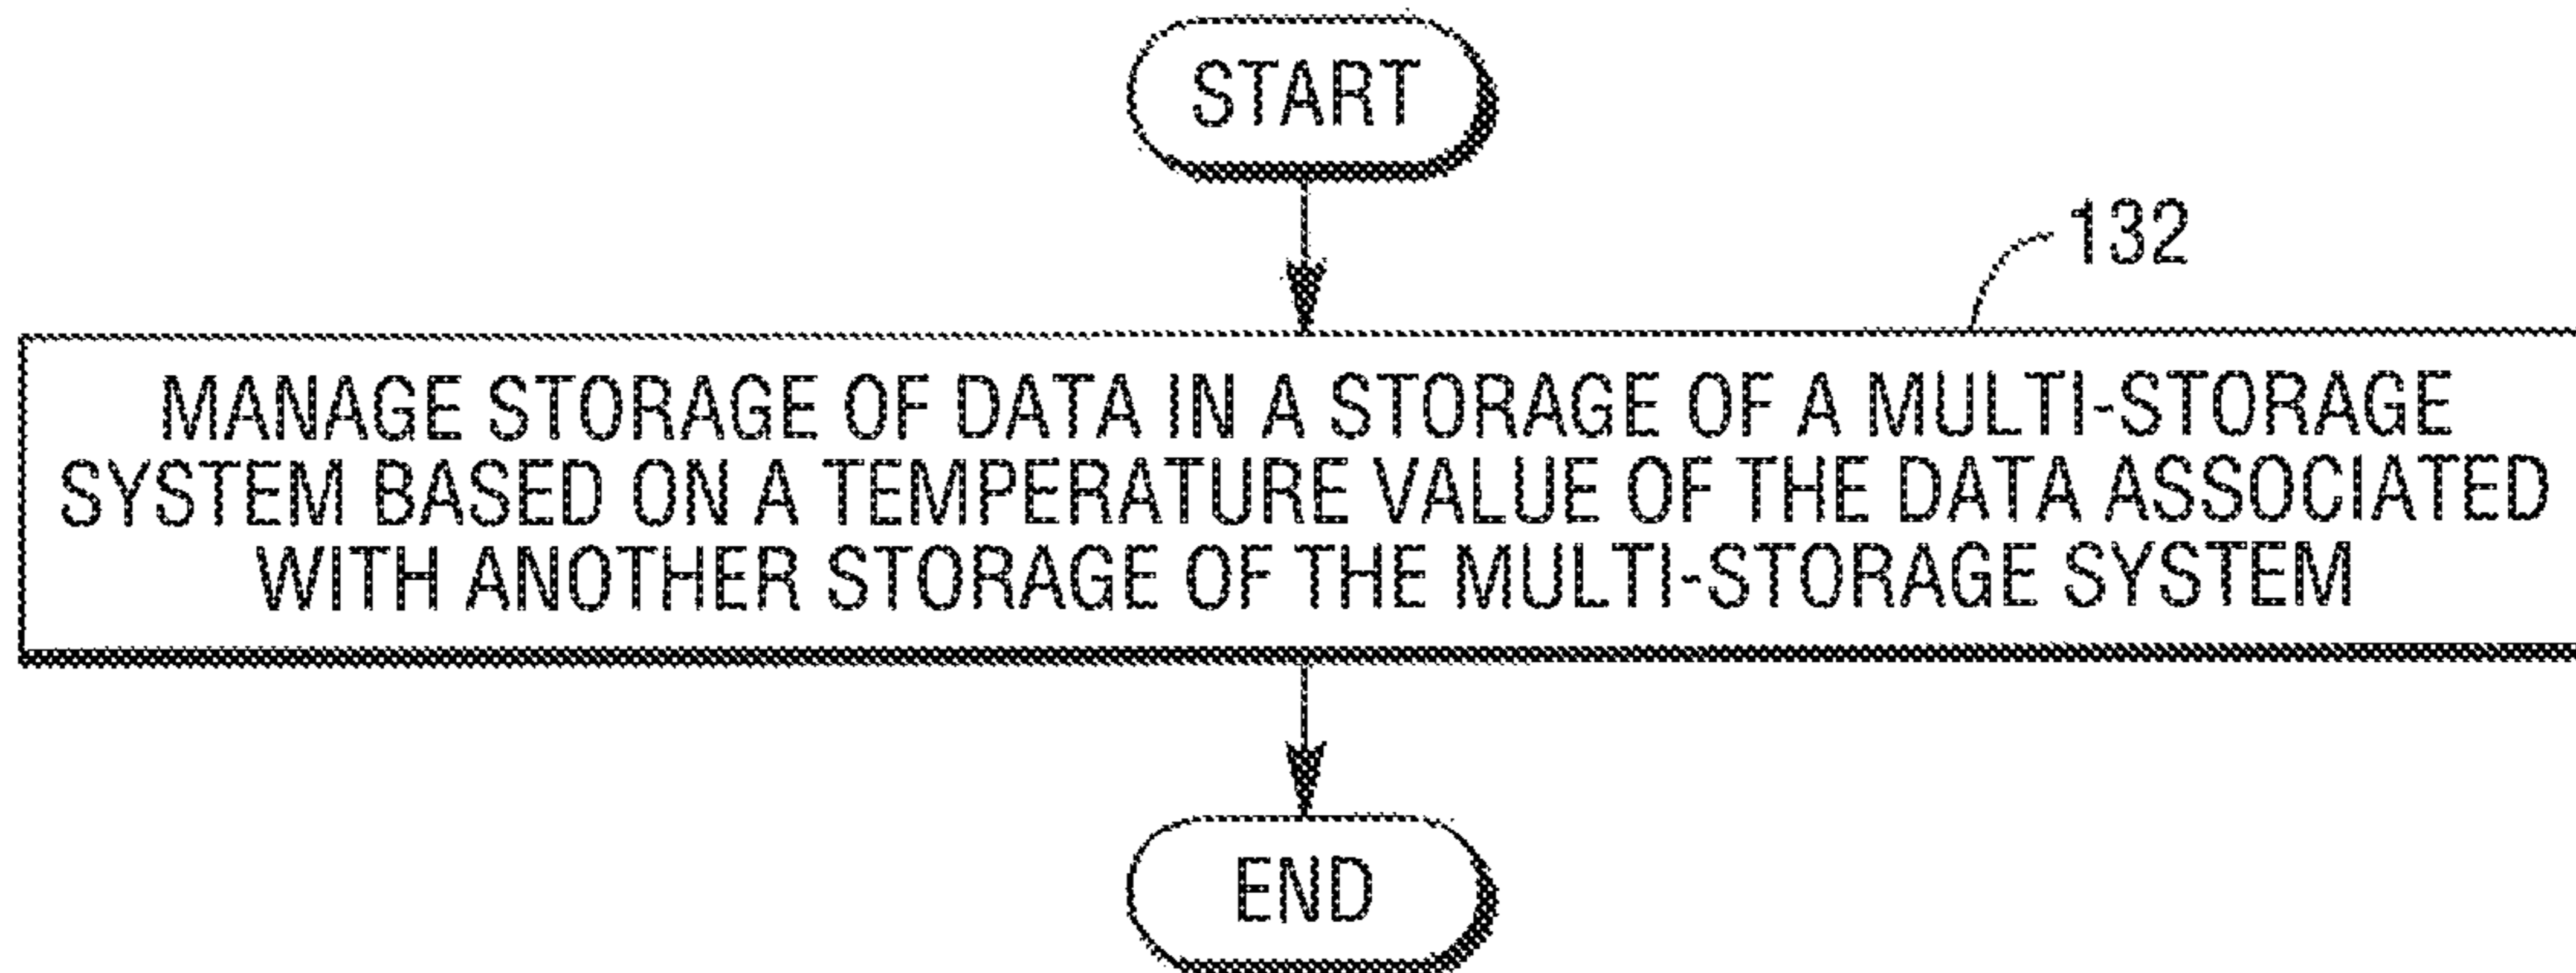 START
132
MANAGE STORAGE OF DATA IN A STORAGE OF A MULTI-STORAGE
SYSTEM BASED ON A TEMPERATURE VALUE OF THE DATA ASSOCIATED
WITH ANOTHER STORAGE OF THE MULTI-STORAGE SYSTEM
END